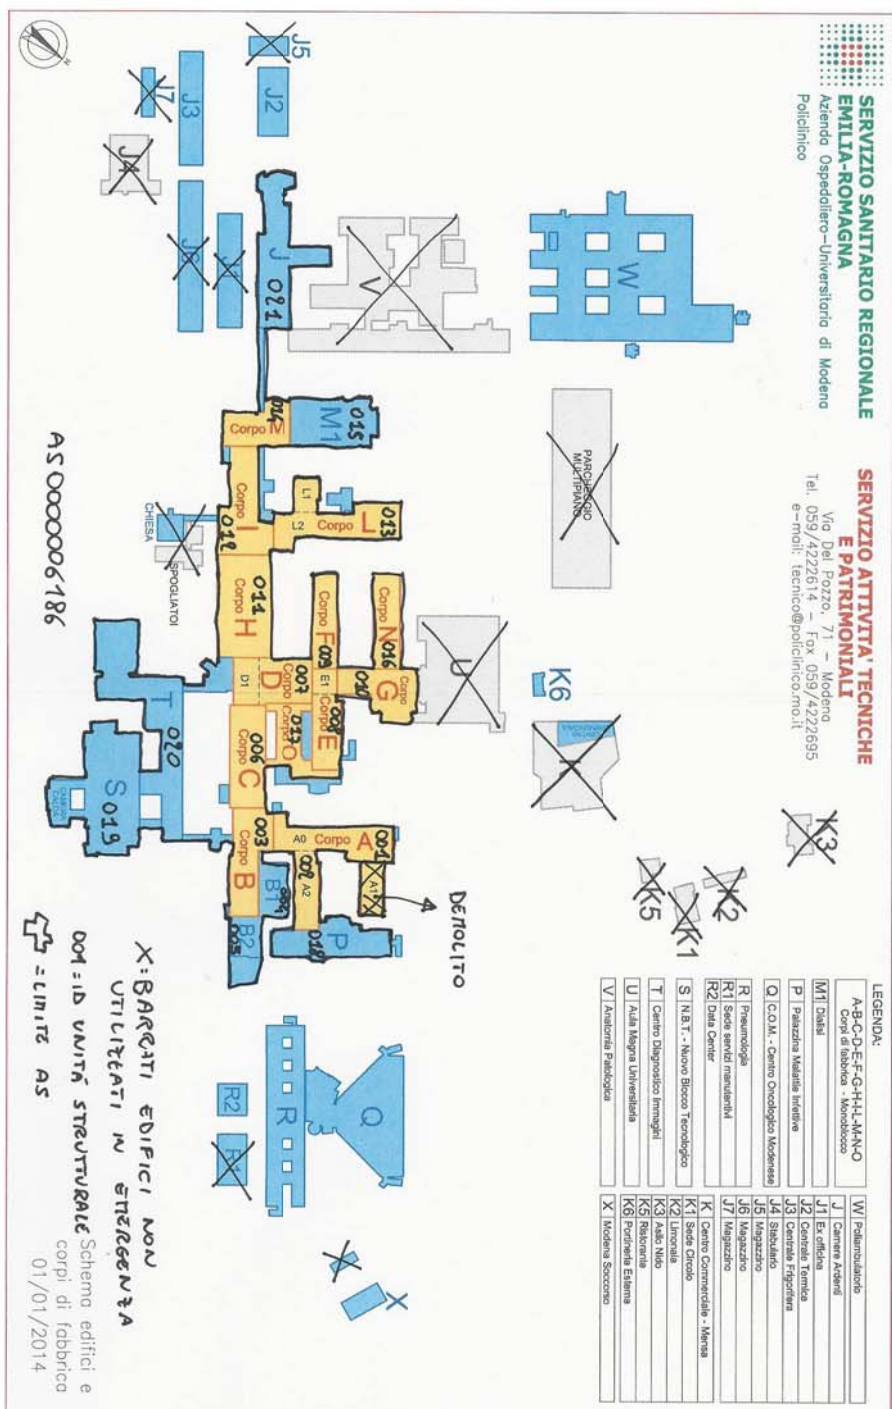 SERVIZIO SANITARIO REGIONALE
EMILIA-ROMAGNA
Azienda Ospedaliero-Universitaria di Modena
Policlinico
SERVIZIO ATTIVITA' TECNICHE
E PATRIMONIALI
Via Del Pozzo, 71 - Modena
Tel. 059/4222614 - Fax 059/4222695
e-mail: tecnico@policlinico.mo.it
LEGENDA:
A-B-C-D-E-F-G-H-I-L-M-N-O
Corpi di fabbrica - Monoblocco
M1 Dialisi
P Palazzina Malattie Infettive
Q C.O.M. - Centro Oncologico Modenese
R Pneumologia
R1 Sede servizi manutentivi
R2 Data Center
S N.B.T. - Nuovo Blocco Tecnologico
T Centro Diagnostico Immagini
U Aula Magna Universitaria
V Anatomia Patologica
W Poliambulatorio
J Camere Ardenti
J1 Ex officina
J2 Centrale Termica
J3 Centrale Frigorifera
J4 Stabulario
J5 Magazzino
J6 Magazzino
J7 Magazzino
K Centro Commerciale - Mensa
K1 Sede Circolo
K2 Limonaia
K3 Asilo Nido
K5 Ristorante
K6 Portineria Esterna
X Modena Soccorso
J5
J2
J7
J3
J4
J6
J
021
V
W
PARCHEGGIO
MULTIPIANO
014
Corpo M
M1
015
Corpo I
012
L1
L2
Corpo L
013
CHIESA
SPOGLIATOI
AS 0000006186
011
Corpo H
Corpo F
009
Corpo N
016
U
K6
K3
K2
K5
K1
D1
Corpo D
007
E1
010
Corpo G
017
O
008
Corpo E
T
020
006
Corpo C
S 019
CAMERA
CALDA
003
Corpo B
A0
Corpo A
001
A1
002
A2
B1
004
B2
005
018
P
DEMOLITO
R2
R1
R
Q
X
X: BARRATI EDIFICI NON
UTILIZZATI IN EMERGENZA
001: ID UNITÁ STRUTTURALE
= LIMITE AS
Schema edifici e
corpi di fabbrica
01/01/2014